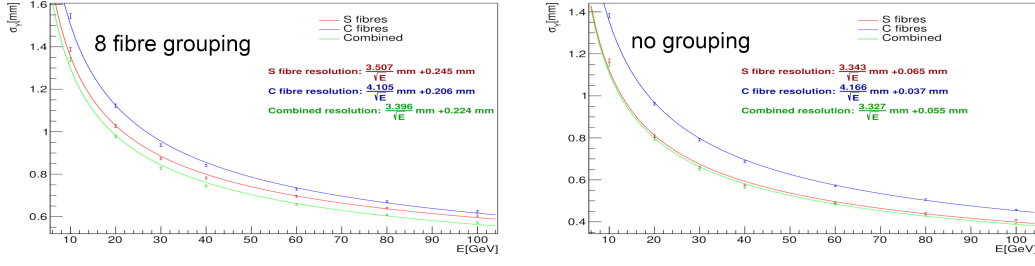 σy[mm]
1.6
1.4
1.2
1
0.8
0.6
8 fibre grouping
S fibres
C fibres
Combined
S fibre resolution: 3.507/√E mm +0.245 mm
C fibre resolution: 4.105/√E mm +0.206 mm
Combined resolution: 3.396/√E mm +0.224 mm
10 20 30 40 50 60 70 80 90 100
E[GeV]
σy[mm]
1.4
1.2
1
0.8
0.6
0.4
no grouping
S fibres
C fibres
Combined
S fibre resolution: 3.343/√E mm +0.065 mm
C fibre resolution: 4.166/√E mm +0.037 mm
Combined resolution: 3.327/√E mm +0.055 mm
10 20 30 40 50 60 70 80 90 100
E[GeV]